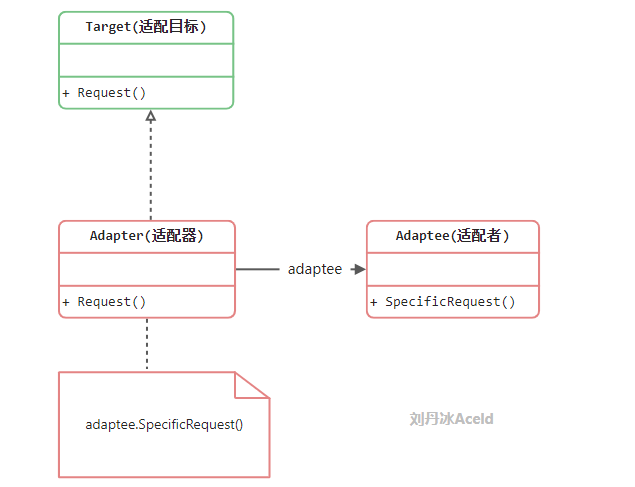 Target(适配目标)
+ Request()
Adapter(适配器)
+ Request()
adaptee
Adaptee(适配者)
+ SpecificRequest()
adaptee.SpecificRequest()
刘丹冰Aceld